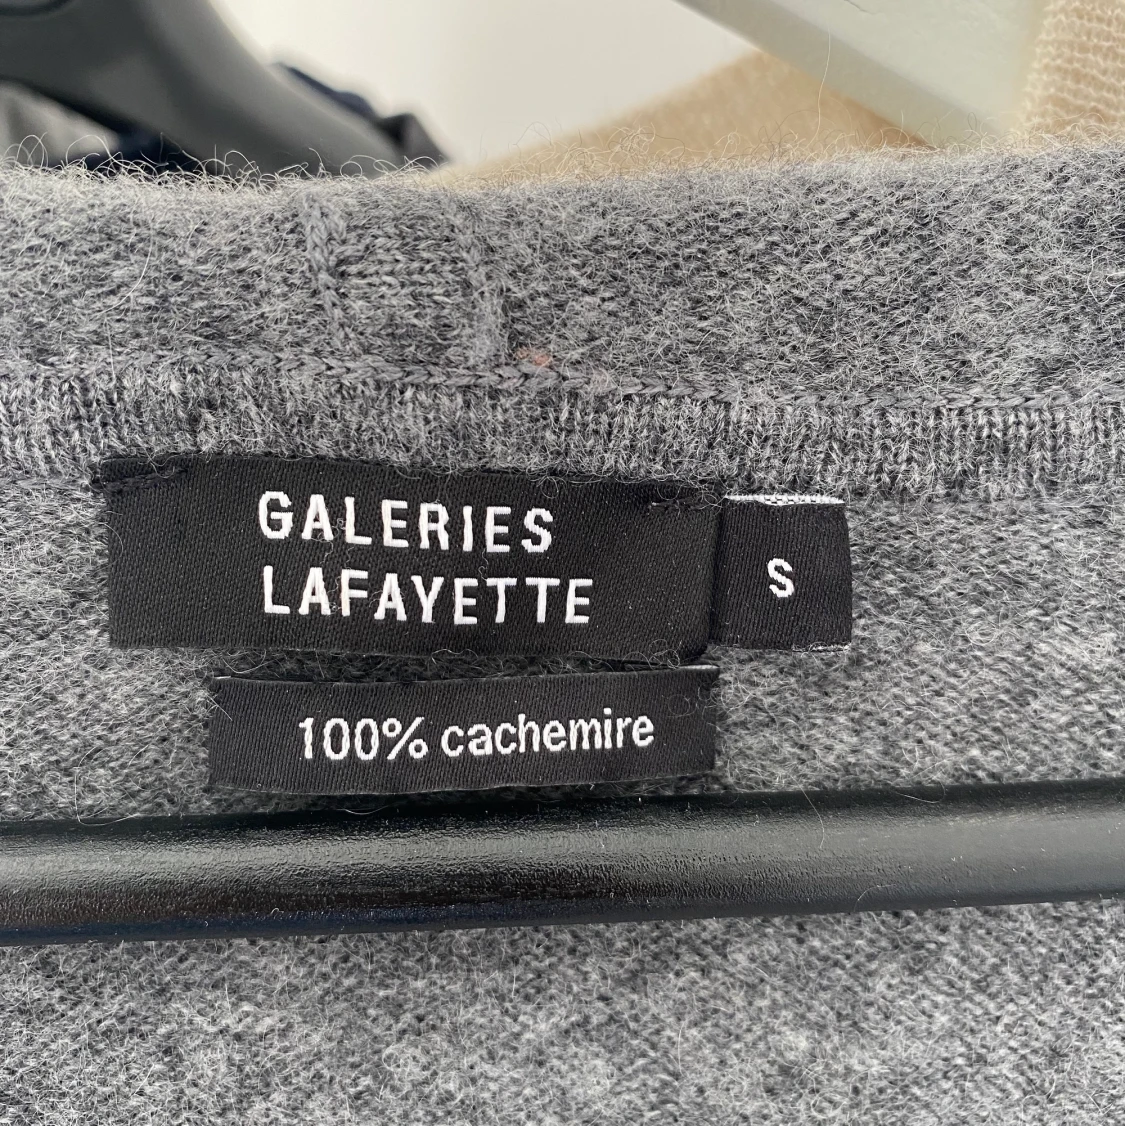 GALERIES
LAFAYETTE
S
100% cachemire